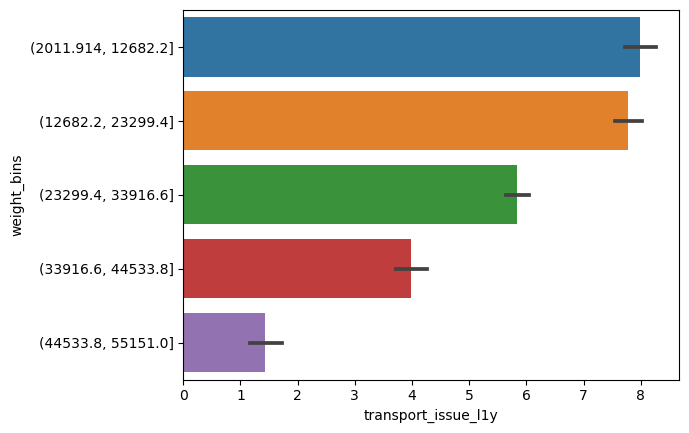 (2011.914, 12682.2]
(12682.2, 23299.4]
(23299.4, 33916.6]
(33916.6, 44533.8]
(44533.8, 55151.0]
weight_bins
0 1 2 3 4 5 6 7 8
transport_issue_l1y